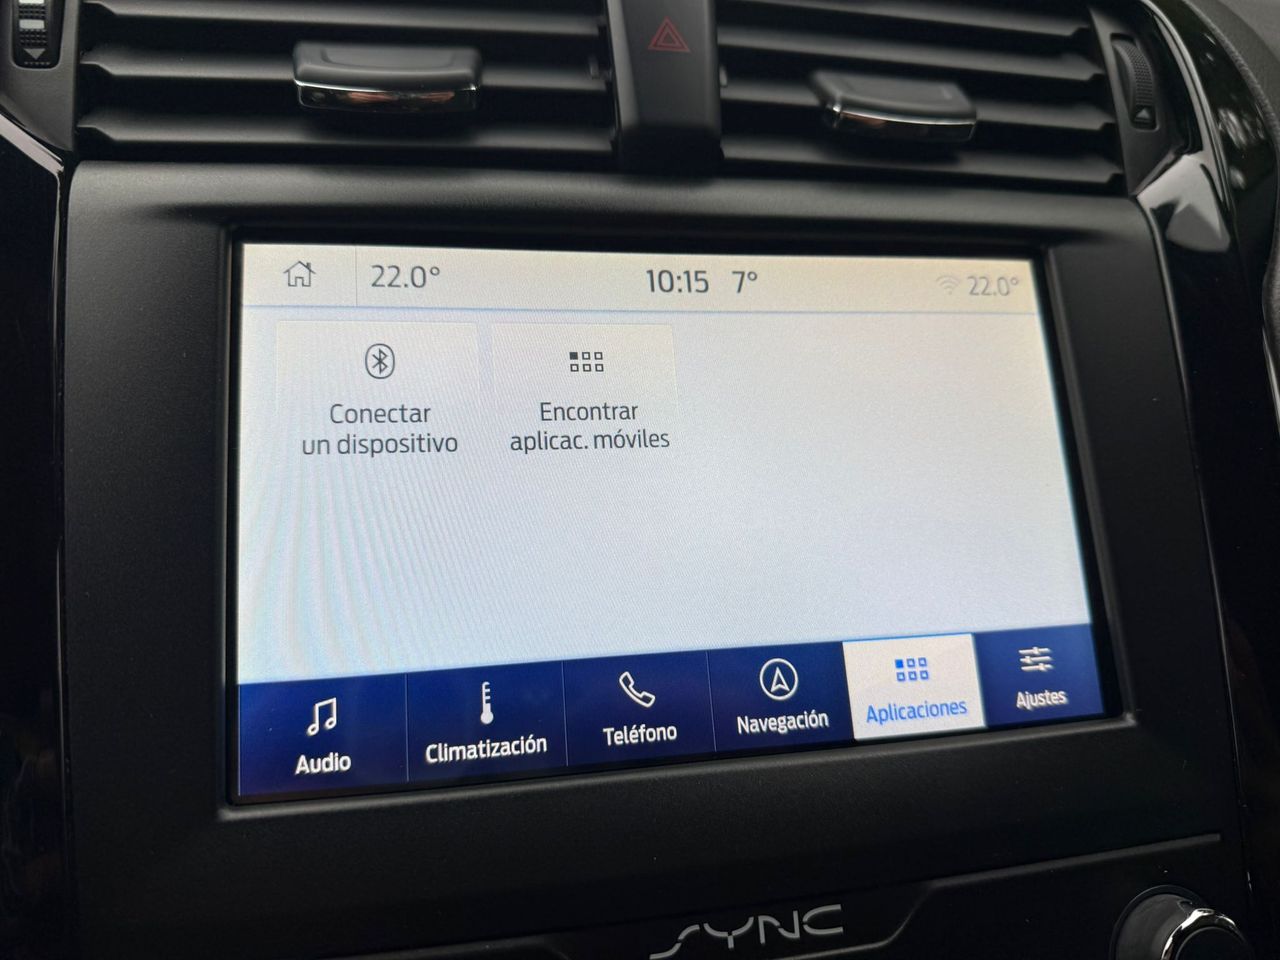 22.0° 10:15 7° 22.0°
Conectar
un dispositivo
Encontrar
aplicac. móviles
Audio
Climatización
Teléfono
Navegación
Aplicaciones
Ajustes
SYNC